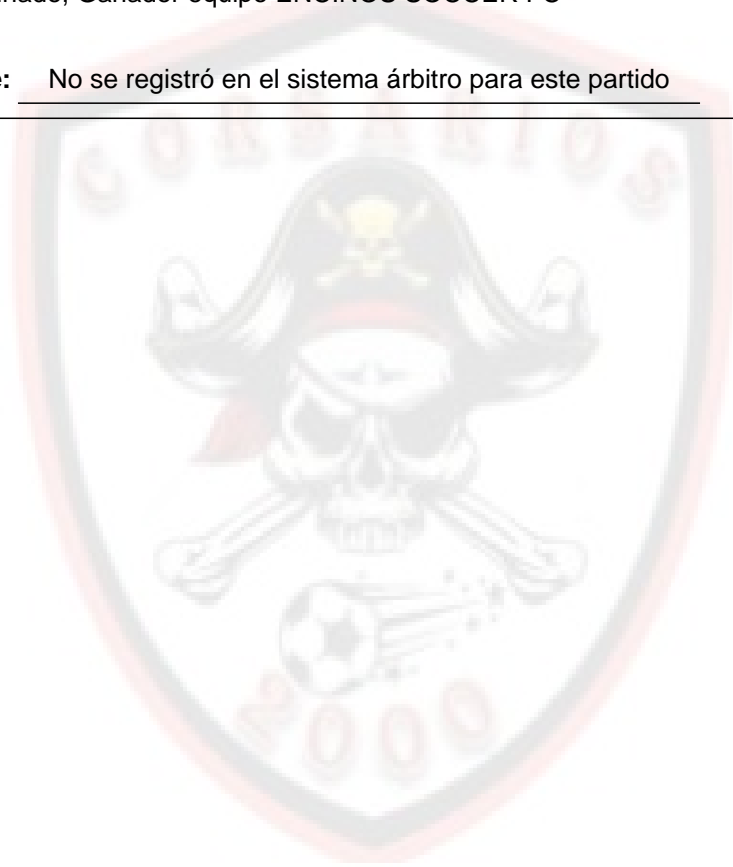 Ganador equipo ENCINOS SOCCER FC
: No se registró en el sistema árbitro para este partido
CORSARIOS
2000